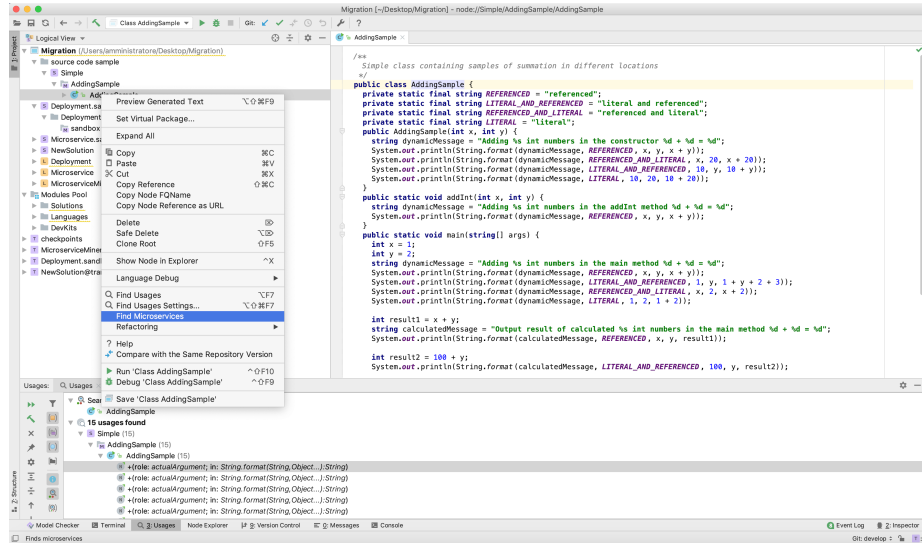 Migration [~/Desktop/Migration] - node://Simple/AddingSample/AddingSample
Class AddingSample
Git:
?
Logical View
AddingSample
1: Project
Migration (/Users/amministratore/Desktop/Migration)
source code sample
Simple
AddingSample
Deployment.sa
Deployment
sandbox
Microservice.sa
NewSolution
Deployment
Microservice
MicroserviceMi
Modules Pool
Solutions
Languages
DevKits
checkpoints
MicroserviceMiner
Deployment.sandl
NewSolution@tra
Preview Generated Text ⌥⇧⌘F9
Set Virtual Package...
Expand All
Copy ⌘C
Paste ⌘V
Cut ⌘X
Copy Reference ⇧⌘C
Copy Node FQName
Copy Node Reference as URL
Delete ⌦
Safe Delete ⌥⌦
Clone Root ⇧F5
Show Node in Explorer ^X
Language Debug
Find Usages ⌥F7
Find Usages Settings... ⌥⇧⌘F7
Find Microservices
Refactoring
? Help
Compare with the Same Repository Version
Run 'Class AddingSample' ^⇧F10
Debug 'Class AddingSample' ^⇧F9
Save 'Class AddingSample'
/**
Simple class containing samples of summation in different locations
*/
public class AddingSample {
private static final string REFERENCED = "referenced";
private static final string LITERAL_AND_REFERENCED = "literal and referenced";
private static final string REFERENCED_AND_LITERAL = "referenced and literal";
private static final string LITERAL = "literal";
public AddingSample(int x, int y) {
string dynamicMessage = "Adding %s int numbers in the constructor %d + %d = %d";
System.out.println(String.format(dynamicMessage, REFERENCED, x, y, x + y));
System.out.println(String.format(dynamicMessage, REFERENCED_AND_LITERAL, x, 20, x + 20));
System.out.println(String.format(dynamicMessage, LITERAL_AND_REFERENCED, 10, y, 10 + y));
System.out.println(String.format(dynamicMessage, LITERAL, 10, 20, 10 + 20));
}
public static void addInt(int x, int y) {
string dynamicMessage = "Adding %s int numbers in the addInt method %d + %d = %d";
System.out.println(String.format(dynamicMessage, REFERENCED, x, y, x + y));
}
public static void main(string[] args) {
int x = 1;
int y = 2;
string dynamicMessage = "Adding %s int numbers in the main method %d + %d = %d";
System.out.println(String.format(dynamicMessage, REFERENCED, x, y, x + y));
System.out.println(String.format(dynamicMessage, LITERAL_AND_REFERENCED, 1, y, 1 + y + 2 + 3));
System.out.println(String.format(dynamicMessage, REFERENCED_AND_LITERAL, x, 2, x + 2));
System.out.println(String.format(dynamicMessage, LITERAL, 1, 2, 1 + 2));
int result1 = x + y;
string calculatedMessage = "Output result of calculated %s int numbers in the main method %d + %d = %d";
System.out.println(String.format(calculatedMessage, REFERENCED, x, y, result1));
int result2 = 100 + y;
System.out.println(String.format(calculatedMessage, LITERAL_AND_REFERENCED, 100, y, result2));
Usages: Usages
AddingSample
15 usages found
Simple (15)
AddingSample (15)
AddingSample (15)
+(role: actualArgument; in: String.format(String,Object...):String)
+(role: actualArgument; in: String.format(String,Object...):String)
+(role: actualArgument; in: String.format(String,Object...):String)
+(role: actualArgument; in: String.format(String,Object...):String)
+(role: actualArgument; in: String.format(String,Object...):String)
Z: Structure
Model Checker Terminal 3: Usages Node Explorer 9: Version Control 0: Messages Console Event Log 2: Inspector
Finds microservices Git: develop